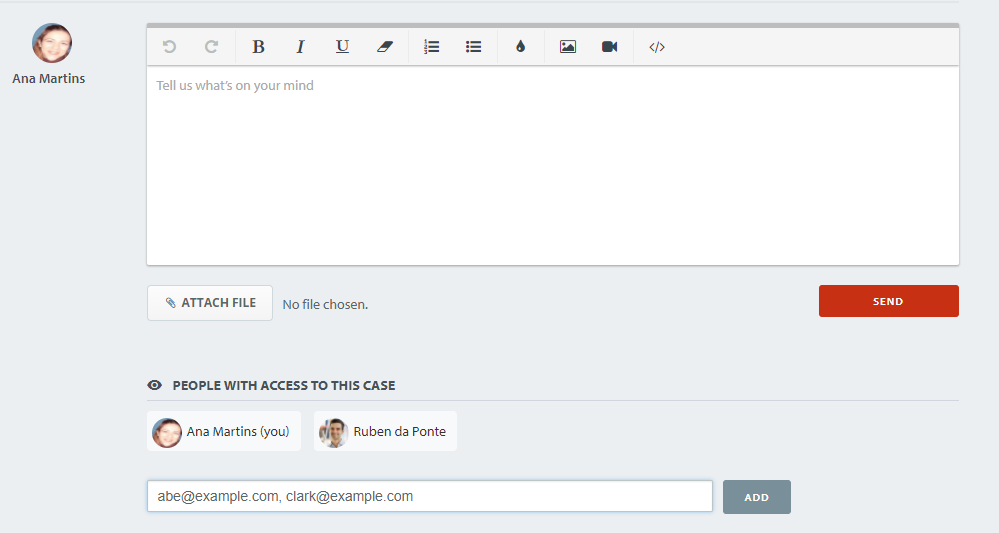 Ana Martins
B I U
Tell us what's on your mind
ATTACH FILE No file chosen. SEND
PEOPLE WITH ACCESS TO THIS CASE
Ana Martins (you) Ruben da Ponte
abe@example.com, clark@example.com ADD